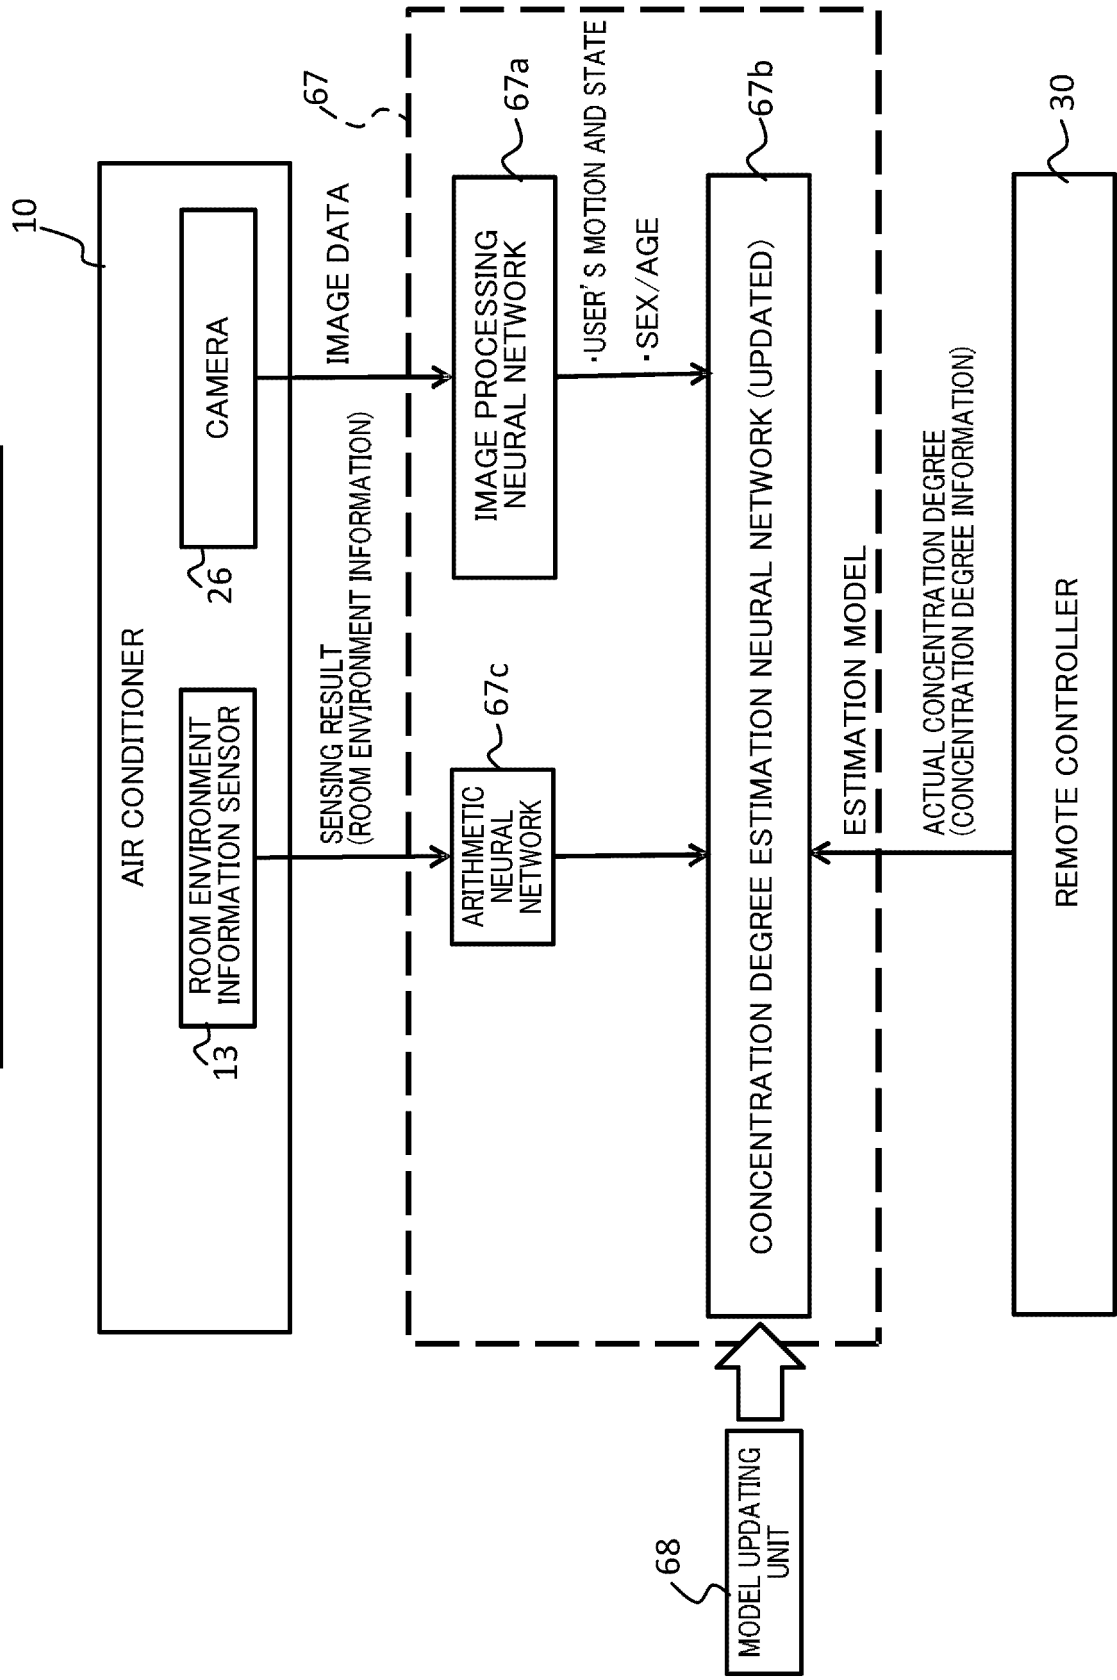 10
AIR CONDITIONER
ROOM ENVIRONMENT
INFORMATION SENSOR
13
CAMERA
26
SENSING RESULT
(ROOM ENVIRONMENT INFORMATION)
IMAGE DATA
67
ARITHMETIC
NEURAL
NETWORK
67c
IMAGE PROCESSING
NEURAL NETWORK
67a
・USER'S MOTION AND STATE
・SEX/AGE
68
MODEL UPDATING
UNIT
CONCENTRATION DEGREE ESTIMATION NEURAL NETWORK (UPDATED)
67b
ESTIMATION MODEL
ACTUAL CONCENTRATION DEGREE
(CONCENTRATION DEGREE INFORMATION)
REMOTE CONTROLLER
30